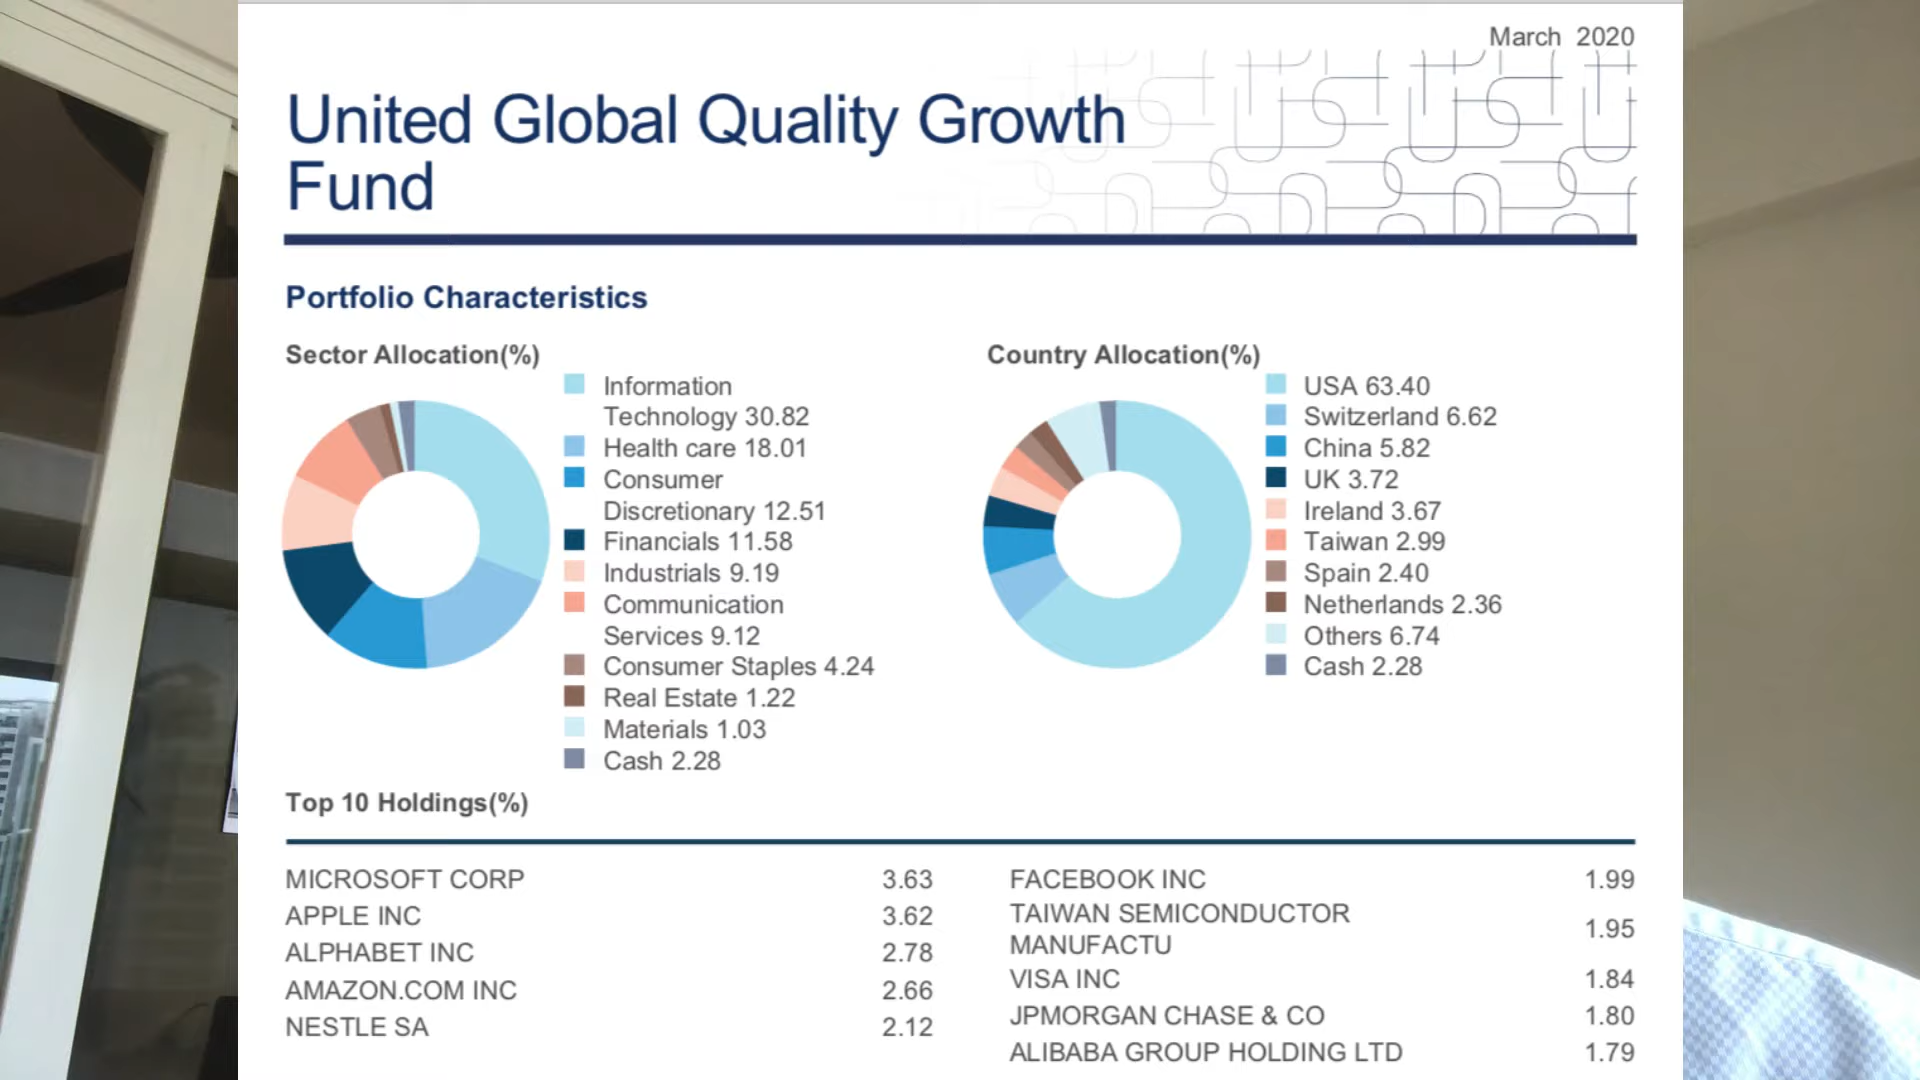 March 2020
United Global Quality Growth
Fund
Portfolio Characteristics
Sector Allocation(%)
Information
Technology 30.82
Health care 18.01
Consumer
Discretionary 12.51
Financials 11.58
Industrials 9.19
Communication
Services 9.12
Consumer Staples 4.24
Real Estate 1.22
Materials 1.03
Cash 2.28
Country Allocation(%)
USA 63.40
Switzerland 6.62
China 5.82
UK 3.72
Ireland 3.67
Taiwan 2.99
Spain 2.40
Netherlands 2.36
Others 6.74
Cash 2.28
Top 10 Holdings(%)
MICROSOFT CORP 3.63
APPLE INC 3.62
ALPHABET INC 2.78
AMAZON.COM INC 2.66
NESTLE SA 2.12
FACEBOOK INC 1.99
TAIWAN SEMICONDUCTOR
MANUFACTU 1.95
VISA INC 1.84
JPMORGAN CHASE & CO 1.80
ALIBABA GROUP HOLDING LTD 1.79